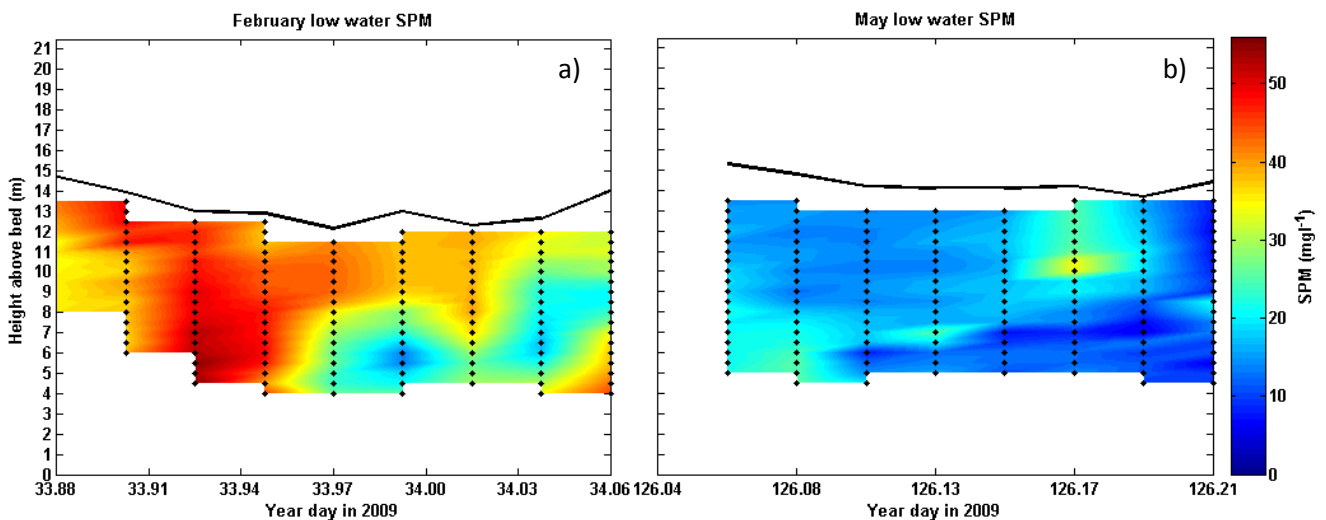 February low water SPM
a)
21
20
19
18
17
16
15
14
13
12
11
10
9
8
7
6
5
4
3
2
1
0
Height above bed (m)
33.88 33.91 33.94 33.97 34.00 34.03 34.06
Year day in 2009
May low water SPM
b)
126.04 126.08 126.13 126.17 126.21
Year day in 2009
50
40
30
20
10
0
SPM (mgl⁻¹)